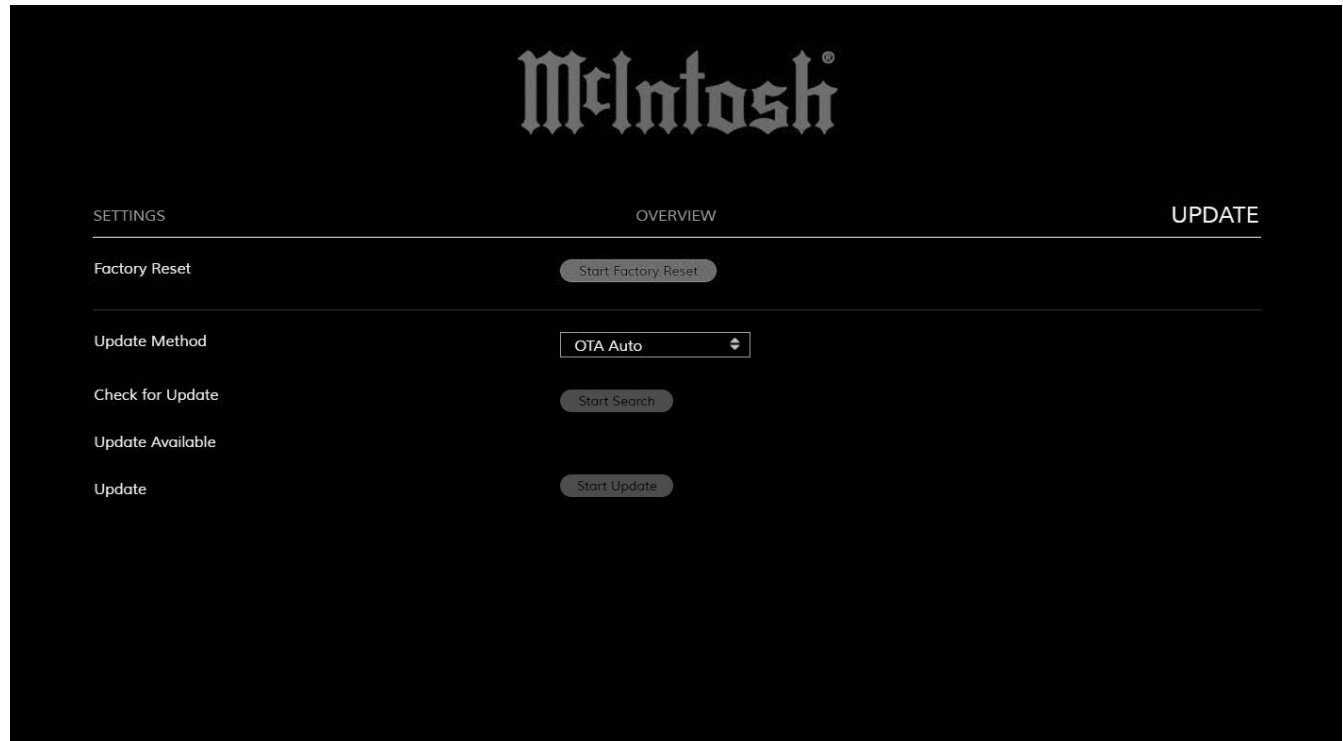 McIntosh®
SETTINGS OVERVIEW UPDATE
Factory Reset Start Factory Reset
Update Method OTA Auto
Check for Update Start Search
Update Available
Update Start Update